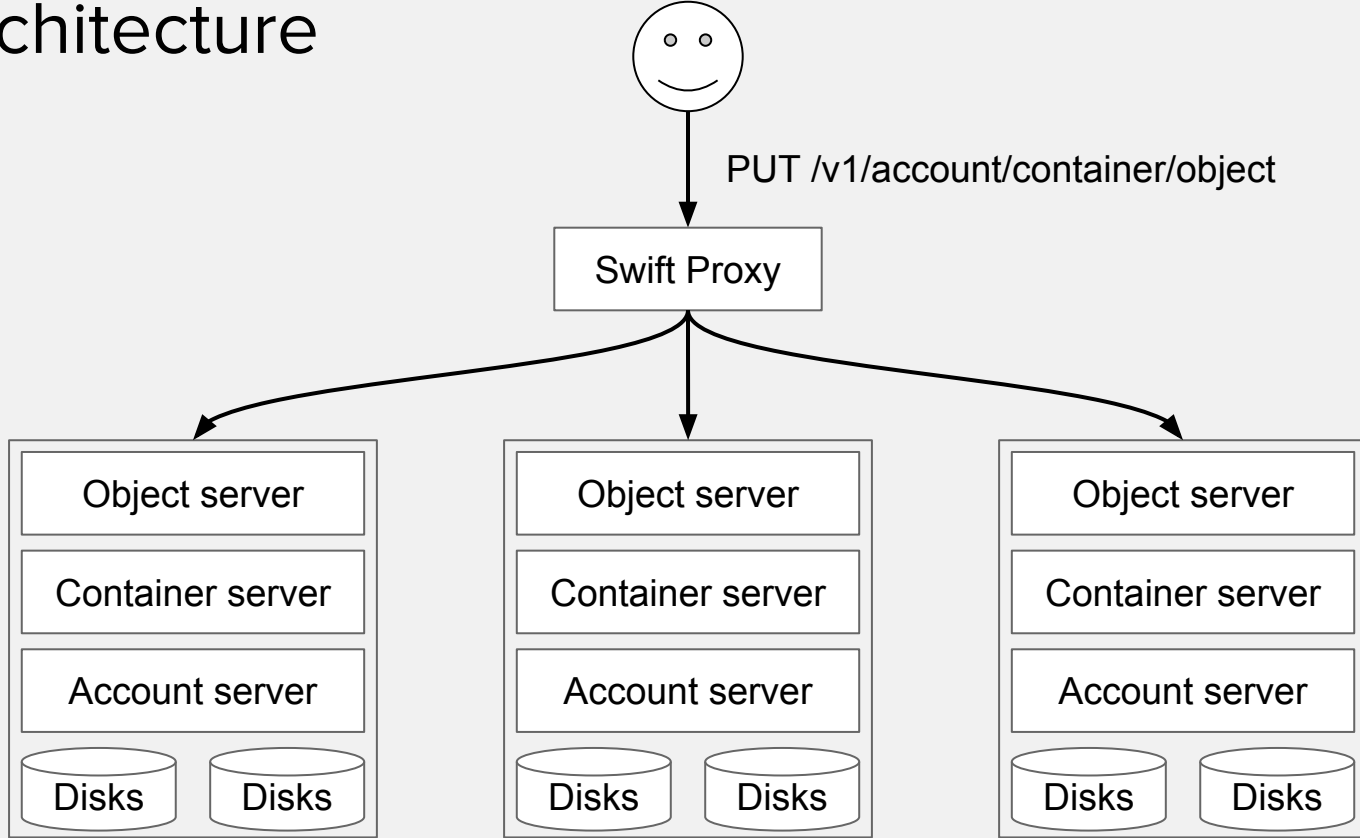 chitecture
PUT /v1/account/container/object
Swift Proxy
Object server
Container server
Account server
Disks
Disks
Object server
Container server
Account server
Disks
Disks
Object server
Container server
Account server
Disks
Disks